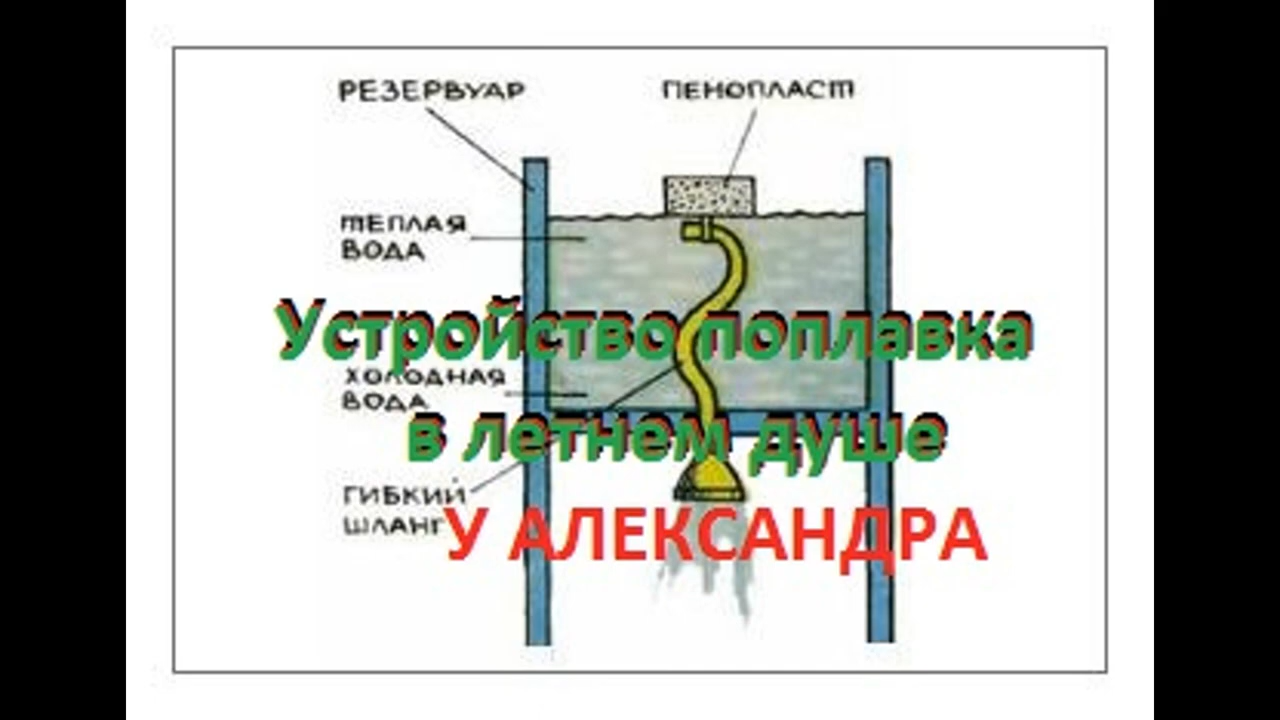 РЕЗЕРВУАР
ПЕНОПЛАСТ
ТЕПЛАЯ
ВОДА
Устройство поплавка
ХОЛОДНАЯ
ВОДА
в летнем душе
ГИБКИЙ
ШЛАНГ
У АЛЕКСАНДРА